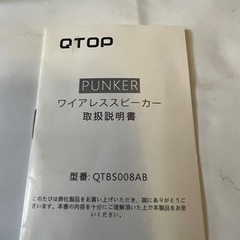 QTOP
PUNKER
ワイアレススピーカー
取扱説明書
型番: QTBS008AB
このたびは弊社製品をお買い上げいただき、誠にありがとうご
ざいます。本書の内容を十分にご理解頂いた上で本製品をお使
いください。